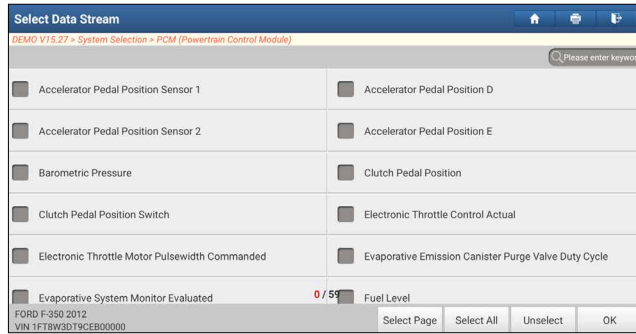 Select Data Stream
DEMO V15.27 > System Selection > PCM (Powertrain Control Module)
Please enter keywor
Accelerator Pedal Position Sensor 1
Accelerator Pedal Position D
Accelerator Pedal Position Sensor 2
Accelerator Pedal Position E
Barometric Pressure
Clutch Pedal Position
Clutch Pedal Position Switch
Electronic Throttle Control Actual
Electronic Throttle Motor Pulsewidth Commanded
Evaporative Emission Canister Purge Valve Duty Cycle
Evaporative System Monitor Evaluated
0 / 59
Fuel Level
FORD F-350 2012
VIN 1FT8W3DT9CEB00000
Select Page
Select All
Unselect
OK